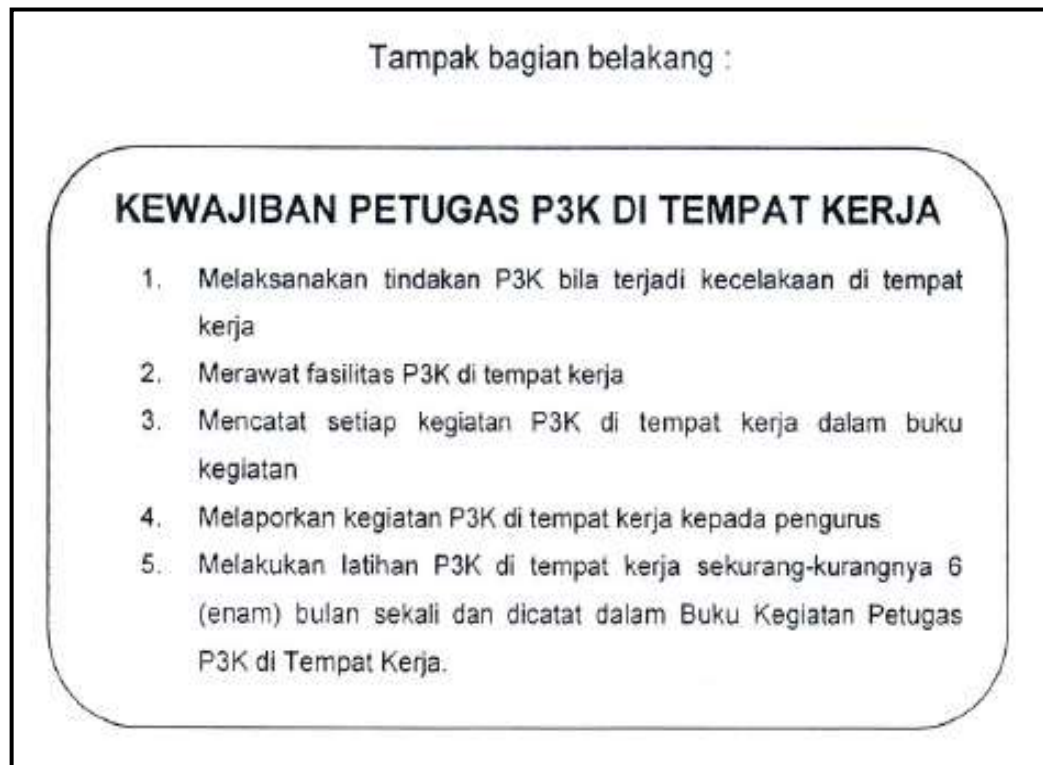 Tampak bagian belakang :
KEWAJIBAN PETUGAS P3K DI TEMPAT KERJA
1. Melaksanakan tindakan P3K bila terjadi kecelakaan di tempat
kerja
2. Merawat fasilitas P3K di tempat kerja
3. Mencatat setiap kegiatan P3K di tempat kerja dalam buku
kegiatan
4. Melaporkan kegiatan P3K di tempat kerja kepada pengurus
5. Melakukan latihan P3K di tempat kerja sekurang-kurangnya 6
(enam) bulan sekali dan dicatat dalam Buku Kegiatan Petugas
P3K di Tempat Kerja.